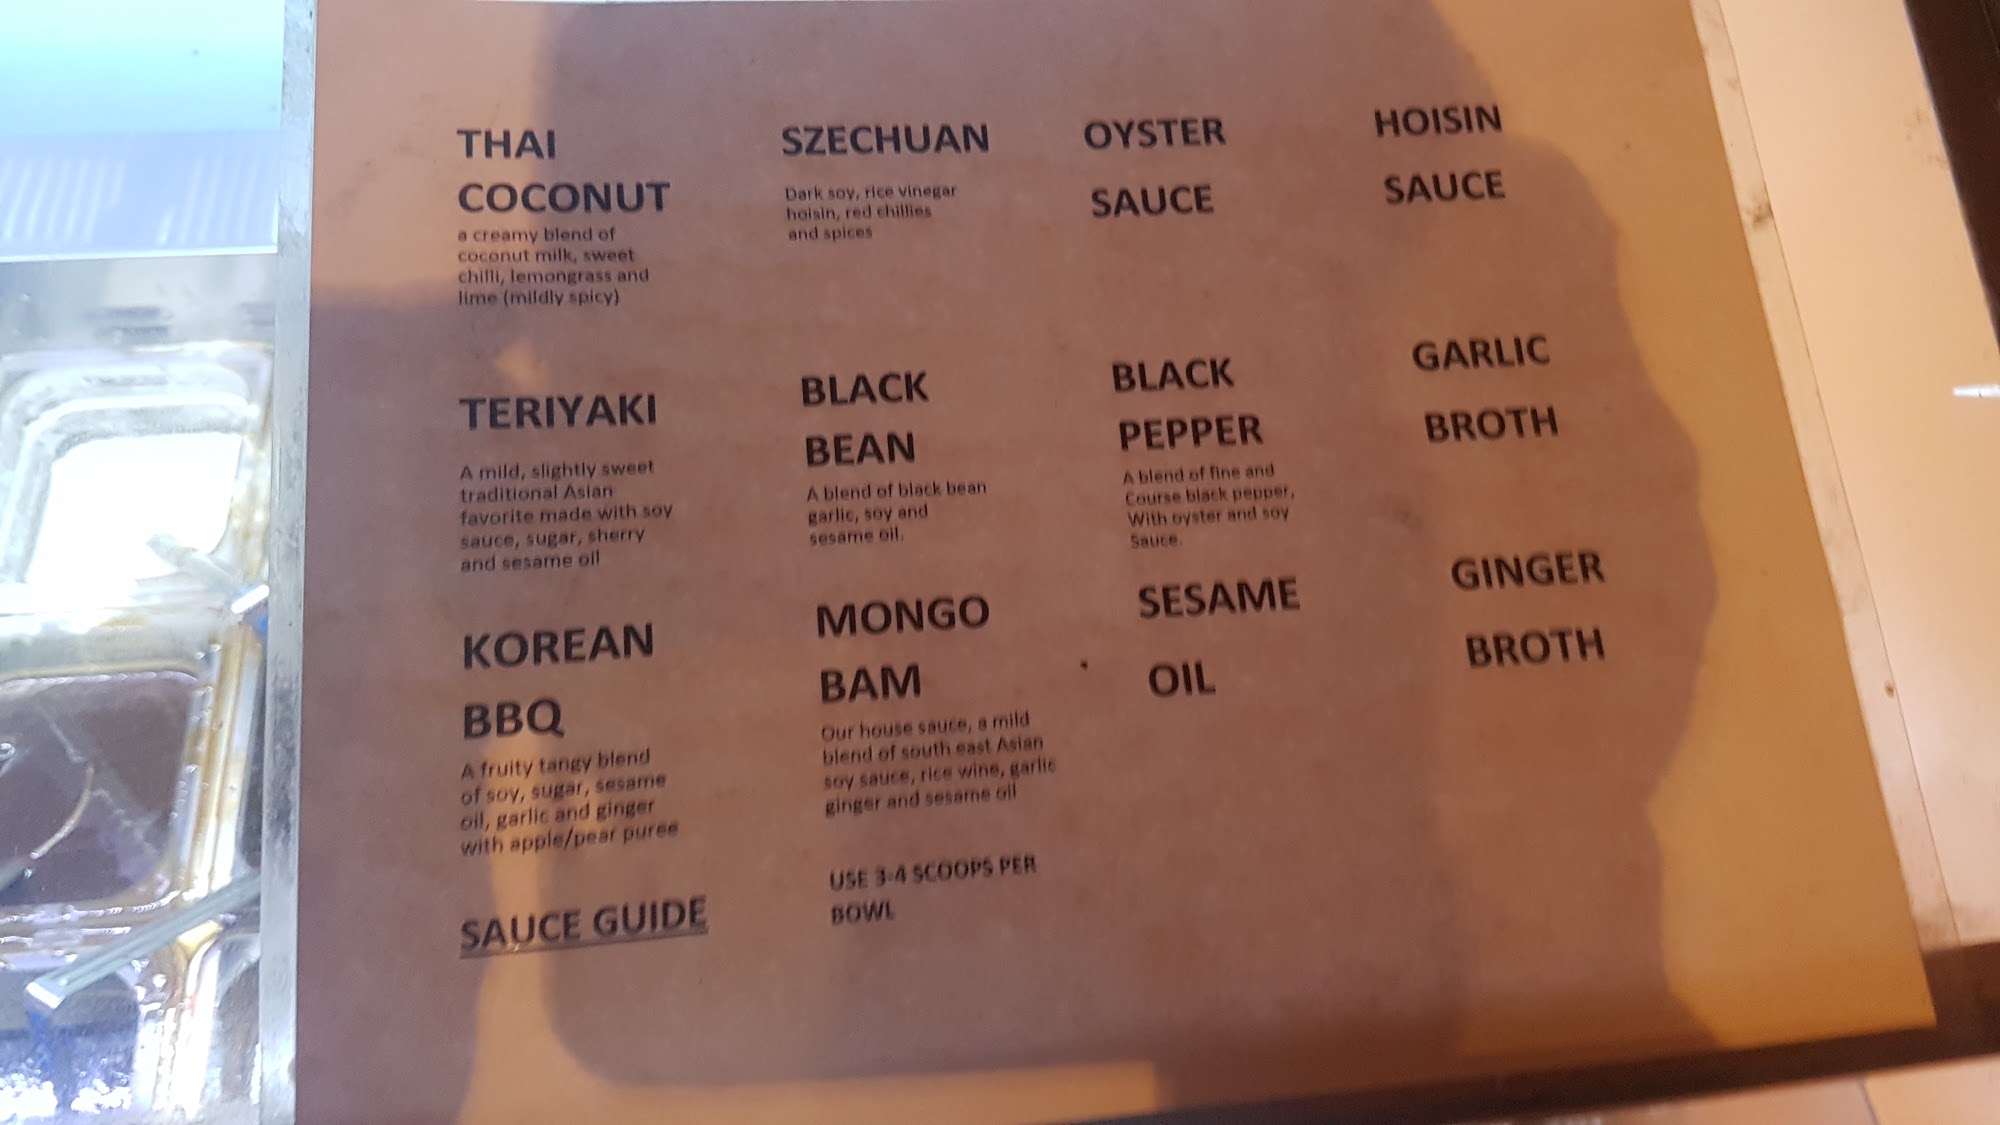 THAI
COCONUT
a creamy blend of
coconut milk, sweet
chilli, lemongrass and
lime (mildly spicy)
SZECHUAN
Dark soy, rice vinegar
hoisin, red chillies
and spices
OYSTER
SAUCE
HOISIN
SAUCE
TERIYAKI
A mild, slightly sweet
traditional Asian
favorite made with soy
sauce, sugar, sherry
and sesame oil
BLACK
BEAN
A blend of black bean
garlic, soy and
sesame oil.
BLACK
PEPPER
A blend of fine and
Course black pepper,
With oyster and soy
Sauce.
GARLIC
BROTH
KOREAN
BBQ
A fruity tangy blend
of soy, sugar, sesame
oil, garlic and ginger
with apple/pear puree
MONGO
BAM
Our house sauce, a mild
blend of south east Asian
soy sauce, rice wine, garlic
ginger and sesame oil
SESAME
OIL
GINGER
BROTH
SAUCE GUIDE
USE 3-4 SCOOPS PER
BOWL